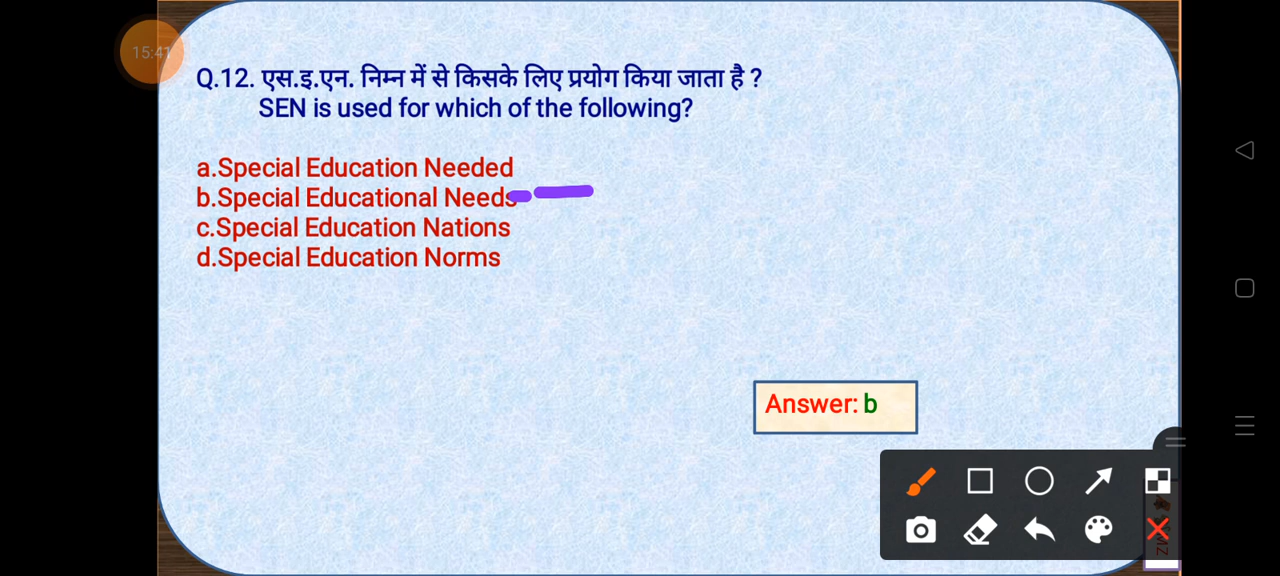 15:41
Q.12. एस.इ.एन. निम्न में से किसके लिए प्रयोग किया जाता है ?
SEN is used for which of the following?
a.Special Education Needed
b.Special Educational Needs
c.Special Education Nations
d.Special Education Norms
Answer: b